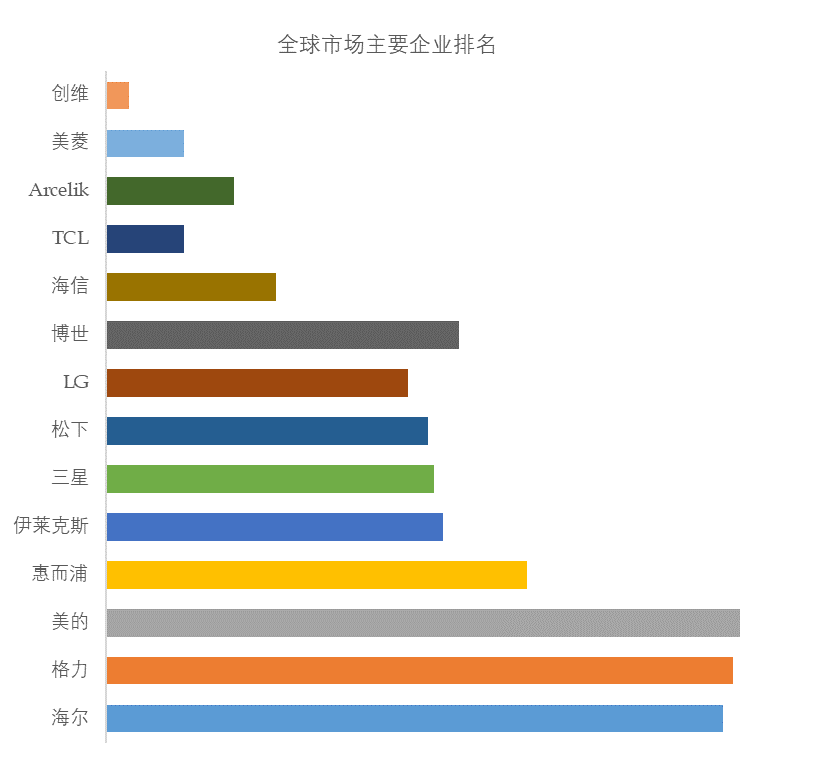 全球市场主要企业排名
创维
美菱
Arcelik
TCL
海信
博世
LG
松下
三星
伊莱克斯
惠而浦
美的
格力
海尔